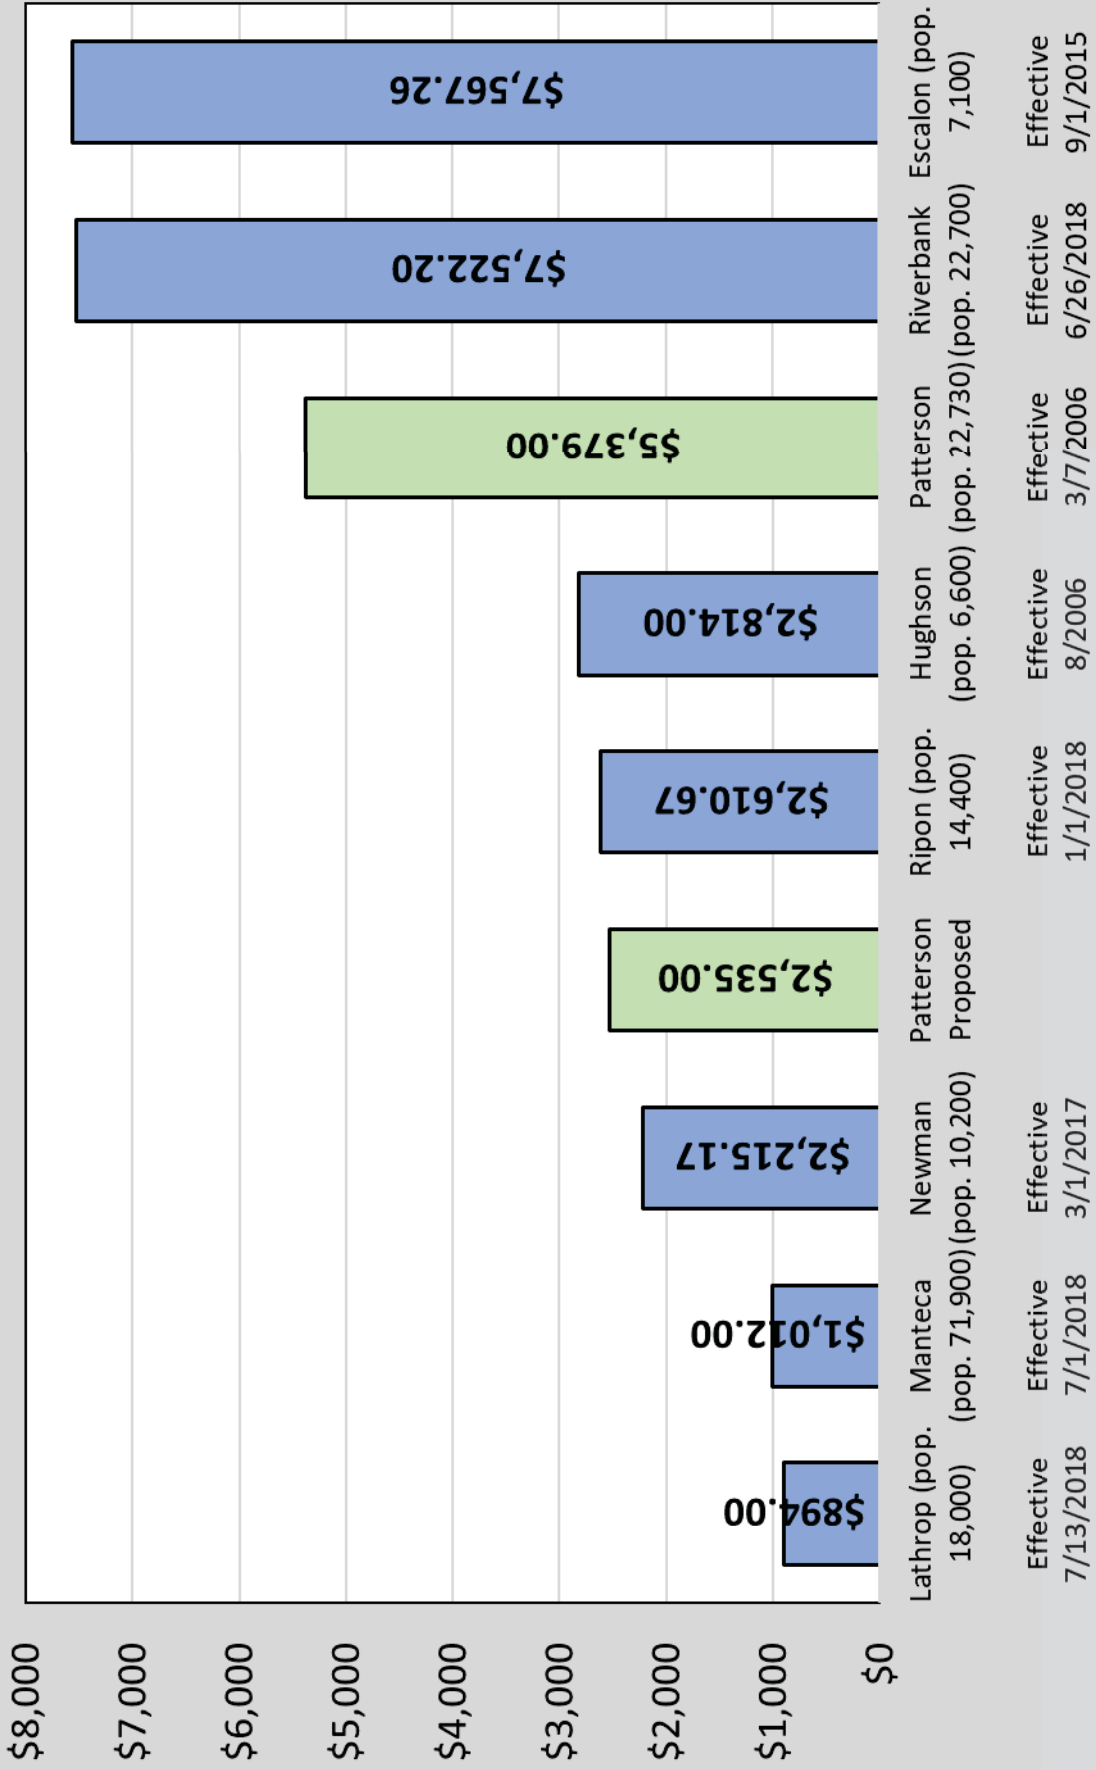 $8,000
$7,000
$6,000
$5,000
$4,000
$3,000
$2,000
$1,000
$0
$894.00
$1,012.00
$2,215.17
$2,535.00
$2,610.67
$2,814.00
$5,379.00
$7,522.20
$7,567.26
Lathrop (pop.
18,000)
Effective
7/13/2018
Manteca
(pop. 71,900)
Effective
7/1/2018
Newman
(pop. 10,200)
Effective
3/1/2017
Patterson
Proposed
Ripon (pop.
14,400)
Effective
1/1/2018
Hughson
(pop. 6,600)
Effective
8/2006
Patterson
(pop. 22,730)
Effective
3/7/2006
Riverbank
(pop. 22,700)
Effective
6/26/2018
Escalon (pop.
7,100)
Effective
9/1/2015